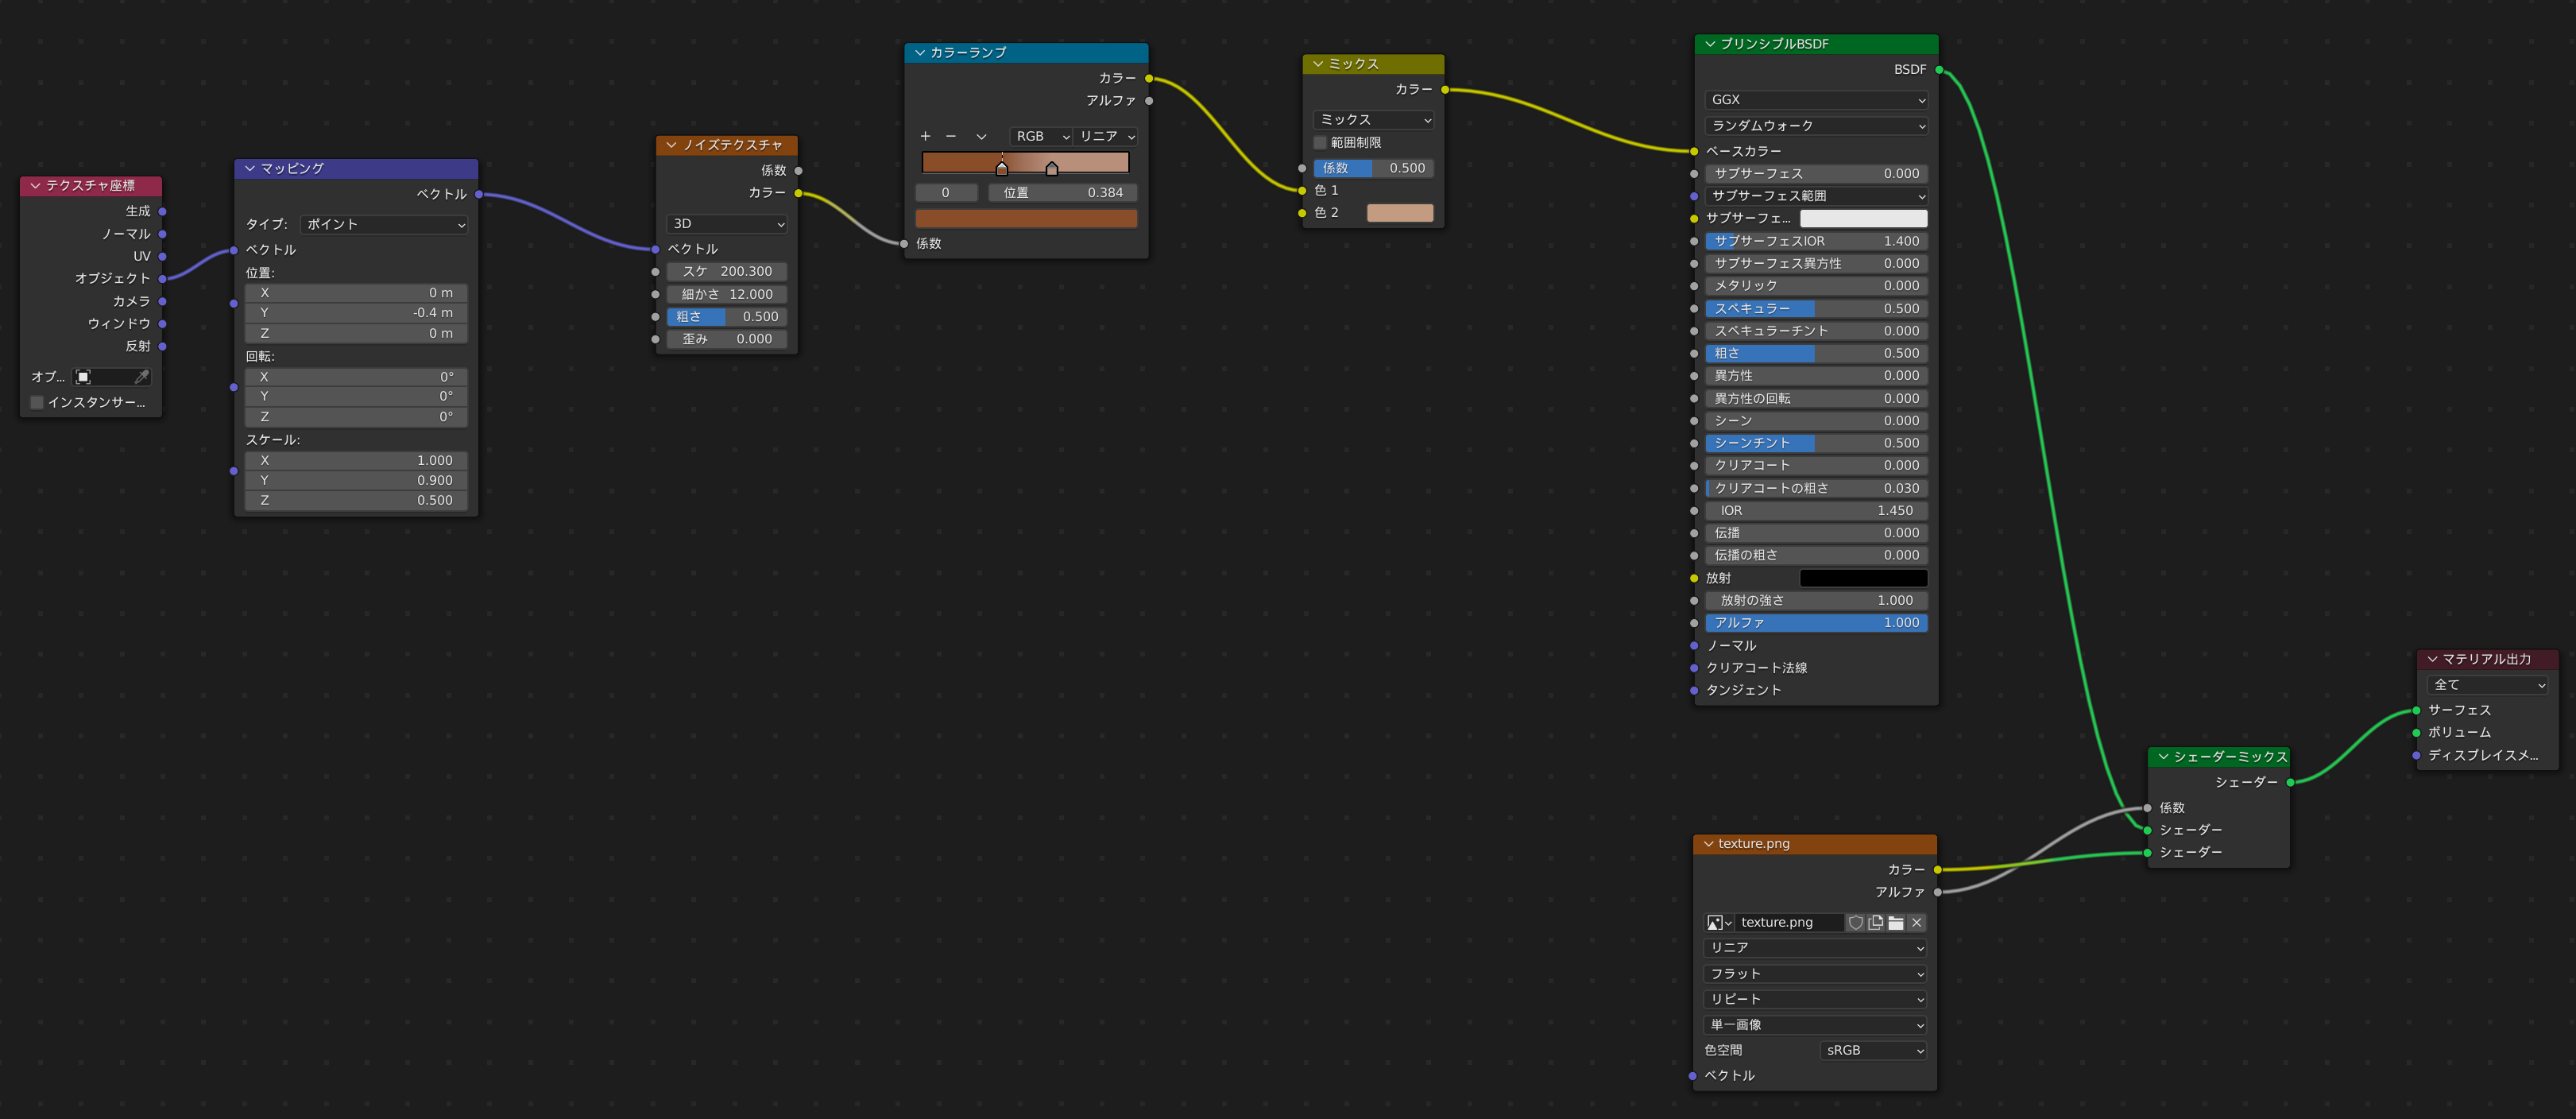 テクスチャ座標
生成
ノーマル
UV
オブジェクト
カメラ
ウィンドウ
反射
オブ...
インスタンサー...
マッピング
ベクトル
タイプ: ポイント
ベクトル
位置:
X 0 m
Y -0.4 m
Z 0 m
回転:
X 0°
Y 0°
Z 0°
スケール:
X 1.000
Y 0.900
Z 0.500
ノイズテクスチャ
係数
カラー
3D
ベクトル
スケ 200.300
細かさ 12.000
粗さ 0.500
歪み 0.000
カラーランプ
カラー
アルファ
+ − RGB リニア
0 位置 0.384
係数
ミックス
カラー
ミックス
範囲制限
係数 0.500
色 1
色 2
プリンシプルBSDF
BSDF
GGX
ランダムウォーク
ベースカラー
サブサーフェス 0.000
サブサーフェス範囲
サブサーフェ...
サブサーフェスIOR 1.400
サブサーフェス異方性 0.000
メタリック 0.000
スペキュラー 0.500
スペキュラーチント 0.000
粗さ 0.500
異方性 0.000
異方性の回転 0.000
シーン 0.000
シーンチント 0.500
クリアコート 0.000
クリアコートの粗さ 0.030
IOR 1.450
伝播 0.000
伝播の粗さ 0.000
放射
放射の強さ 1.000
アルファ 1.000
ノーマル
クリアコート法線
タンジェント
texture.png
カラー
アルファ
texture.png
リニア
フラット
リピート
単一画像
色空間 sRGB
ベクトル
シェーダーミックス
シェーダー
係数
シェーダー
シェーダー
マテリアル出力
全て
サーフェス
ボリューム
ディスプレイスメ...